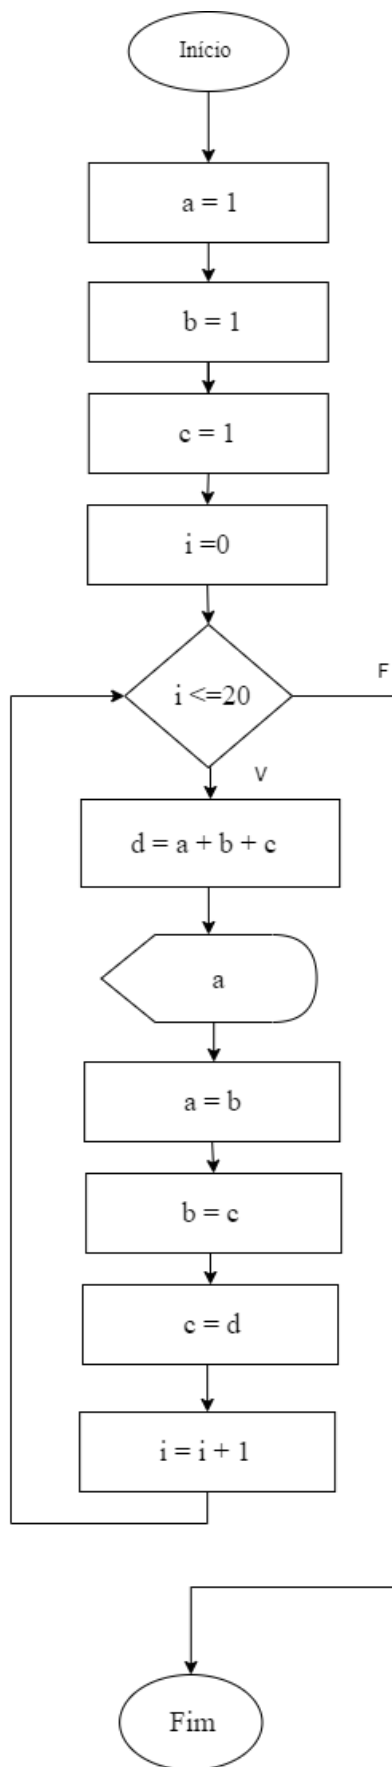 Início
a = 1
b = 1
c = 1
i =0
i <=20
F
V
d = a + b + c
a
a = b
b = c
c = d
i = i + 1
Fim